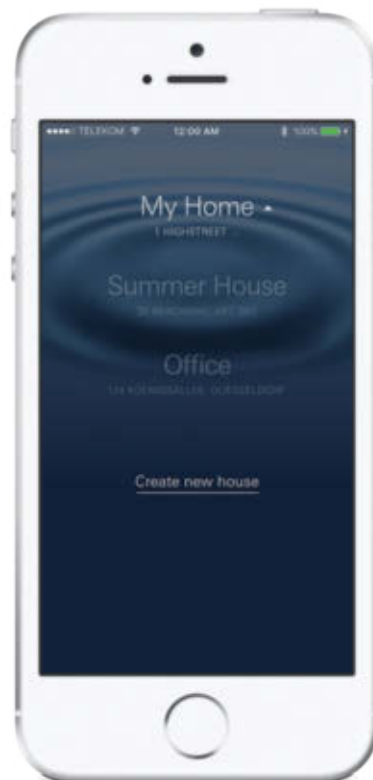 TELEKOM 12:00 AM 100%
My Home
1 HIGHSTREET
Summer House
Office
Create new house